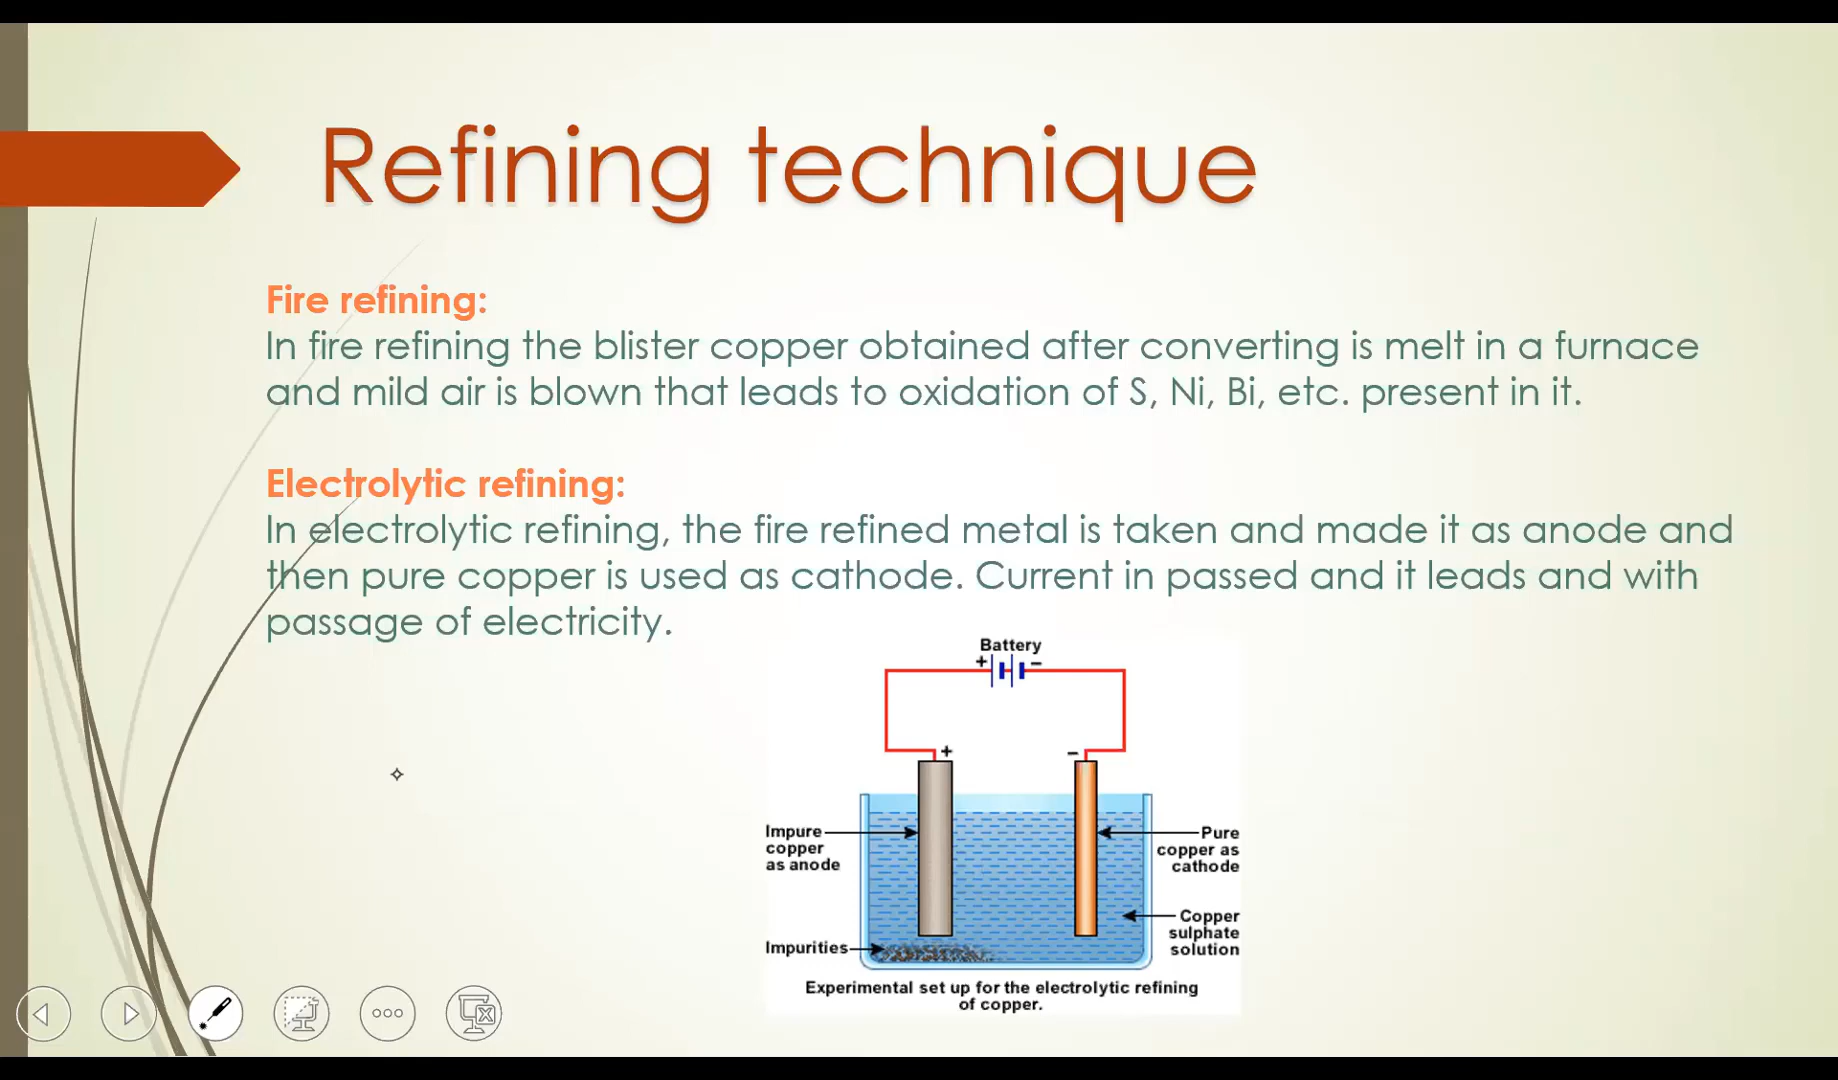 Refining technique
Fire refining:
In fire refining the blister copper obtained after converting is melt in a furnace
and mild air is blown that leads to oxidation of S, Ni, Bi, etc. present in it.
Electrolytic refining:
In electrolytic refining, the fire refined metal is taken and made it as anode and
then pure copper is used as cathode. Current in passed and it leads and with
passage of electricity.
Battery
+ −
+ −
Impure
copper
as anode
Pure
copper as
cathode
Copper
sulphate
solution
Impurities
Experimental set up for the electrolytic refining
of copper.